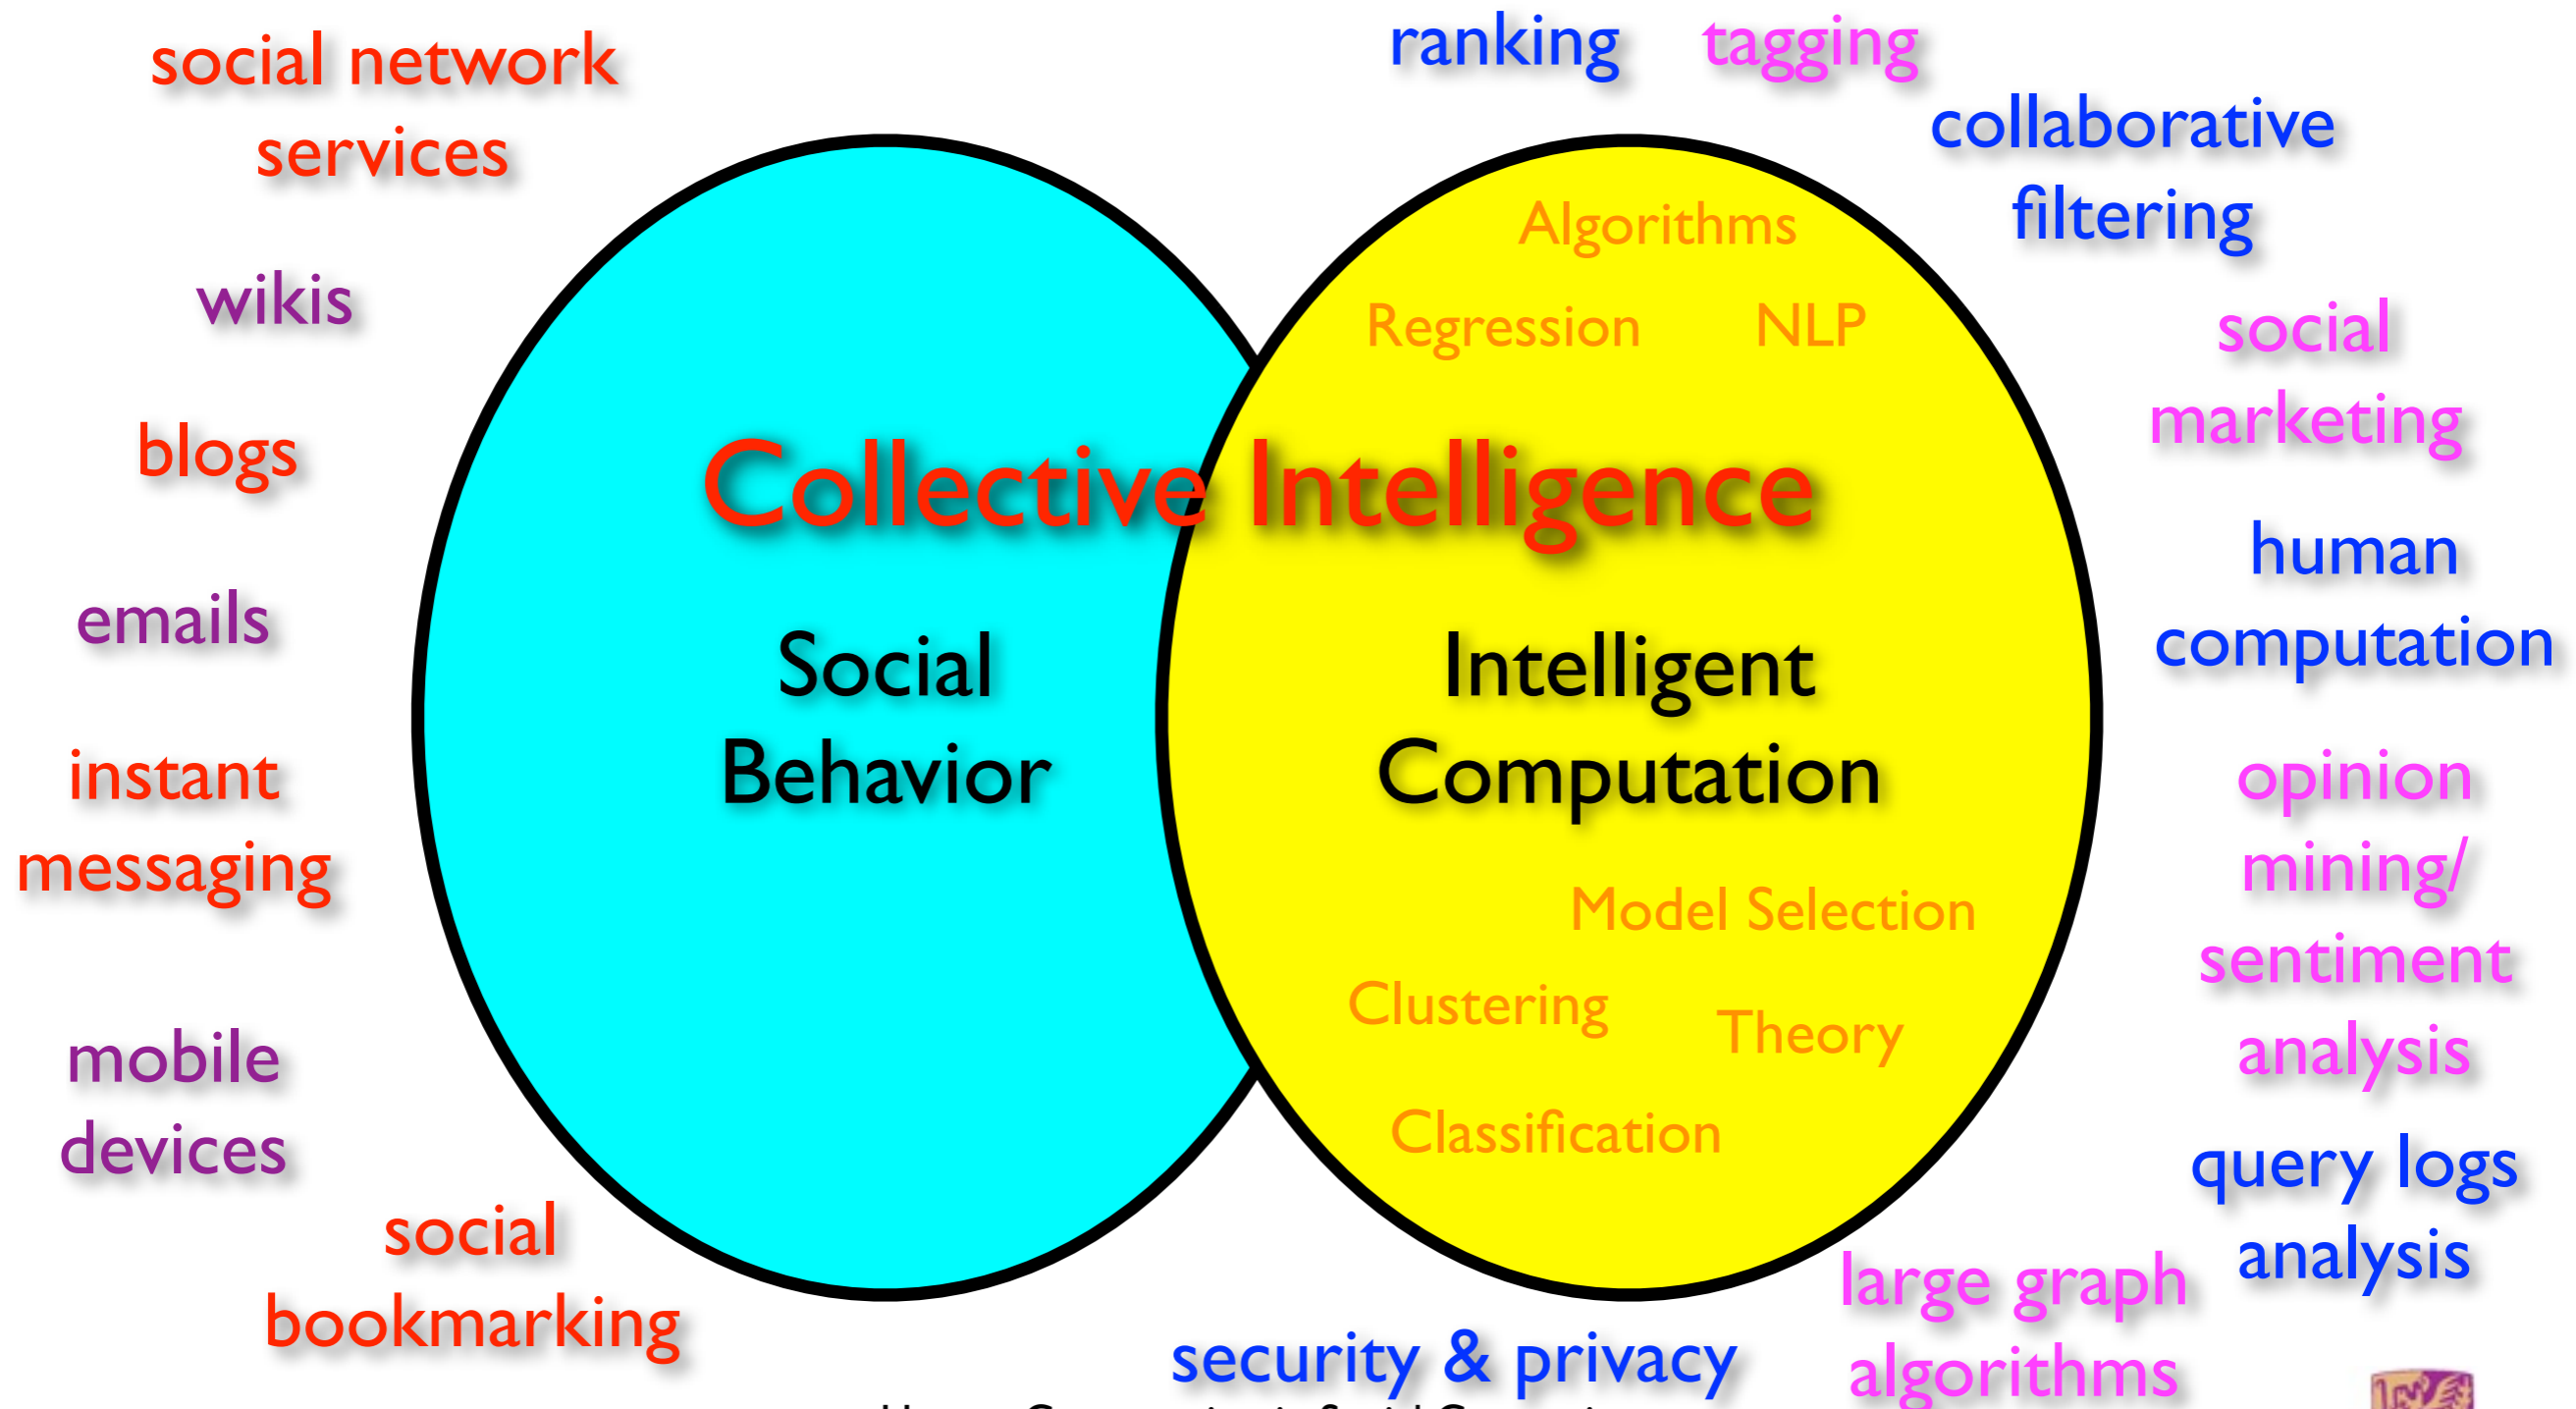 social network
services
wikis
blogs
emails
instant
messaging
mobile
devices
social
bookmarking
Collective Intelligence
Social
Behavior
Algorithms
Regression NLP
Intelligent
Computation
Model Selection
Clustering
Theory
Classification
ranking tagging
collaborative
filtering
social
marketing
human
computation
opinion
mining/
sentiment
analysis
query logs
analysis
large graph
algorithms
security & privacy